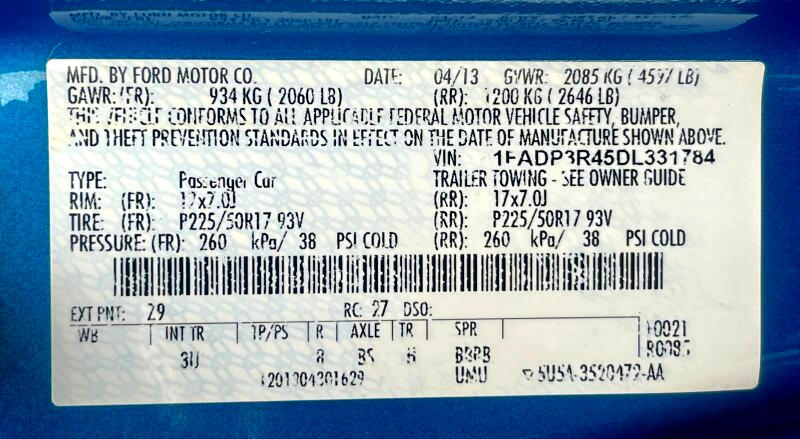 MFD. BY FORD MOTOR CO. DATE: 04/13 GVWR: 2085 KG ( 4597 LB)
GAWR: (FR): 934 KG ( 2060 LB) (RR): 1200 KG ( 2646 LB)
THIS VEHICLE CONFORMS TO ALL APPLICABLE FEDERAL MOTOR VEHICLE SAFETY, BUMPER,
AND THEFT PREVENTION STANDARDS IN EFFECT ON THE DATE OF MANUFACTURE SHOWN ABOVE.
VIN: 1FADP3R45DL331784
TYPE: Passenger Car TRAILER TOWING - SEE OWNER GUIDE
RIM: (FR): 17x7.0J (RR): 17x7.0J
TIRE: (FR): P225/50R17 93V (RR): P225/50R17 93V
PRESSURE: (FR): 260 kPa/ 38 PSI COLD (RR): 260 kPa/ 38 PSI COLD
EXT PNT: 29 RC: 27 DSO:
WB INT TR TP/PS R AXLE TR SPR
3U 8 BS H BBRB
UMU